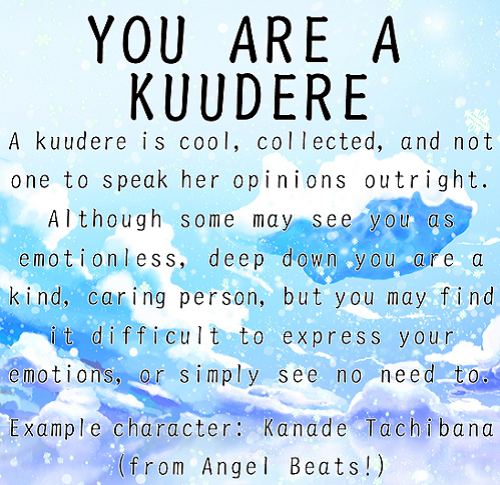 YOU ARE A
KUUDERE
A kuudere is cool, collected, and not
one to speak her opinions outright.
Although some may see you as
emotionless, deep down you are a
kind, caring person, but you may find
it difficult to express your
emotions, or simply see no need to.
Example character: Kanade Tachibana
(from Angel Beats!)